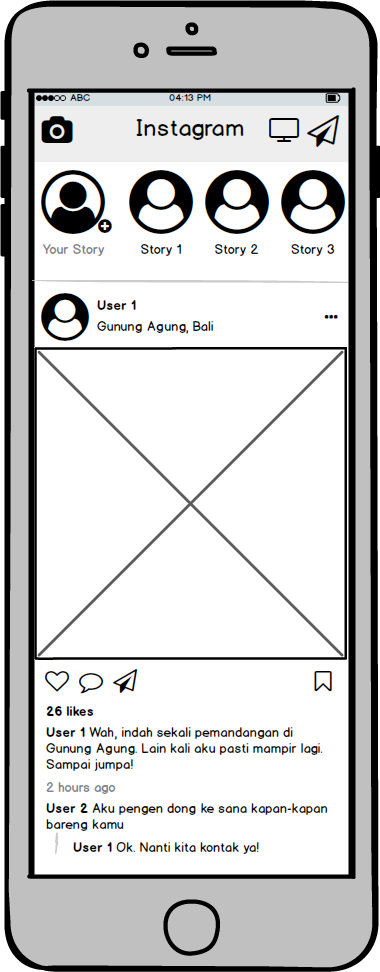 ABC 04:13 PM
Instagram
Your Story Story 1 Story 2 Story 3
User 1
Gunung Agung, Bali
26 likes
User 1 Wah, indah sekali pemandangan di
Gunung Agung. Lain kali aku pasti mampir lagi.
Sampai jumpa!
2 hours ago
User 2 Aku pengen dong ke sana kapan-kapan
bareng kamu
User 1 Ok. Nanti kita kontak ya!